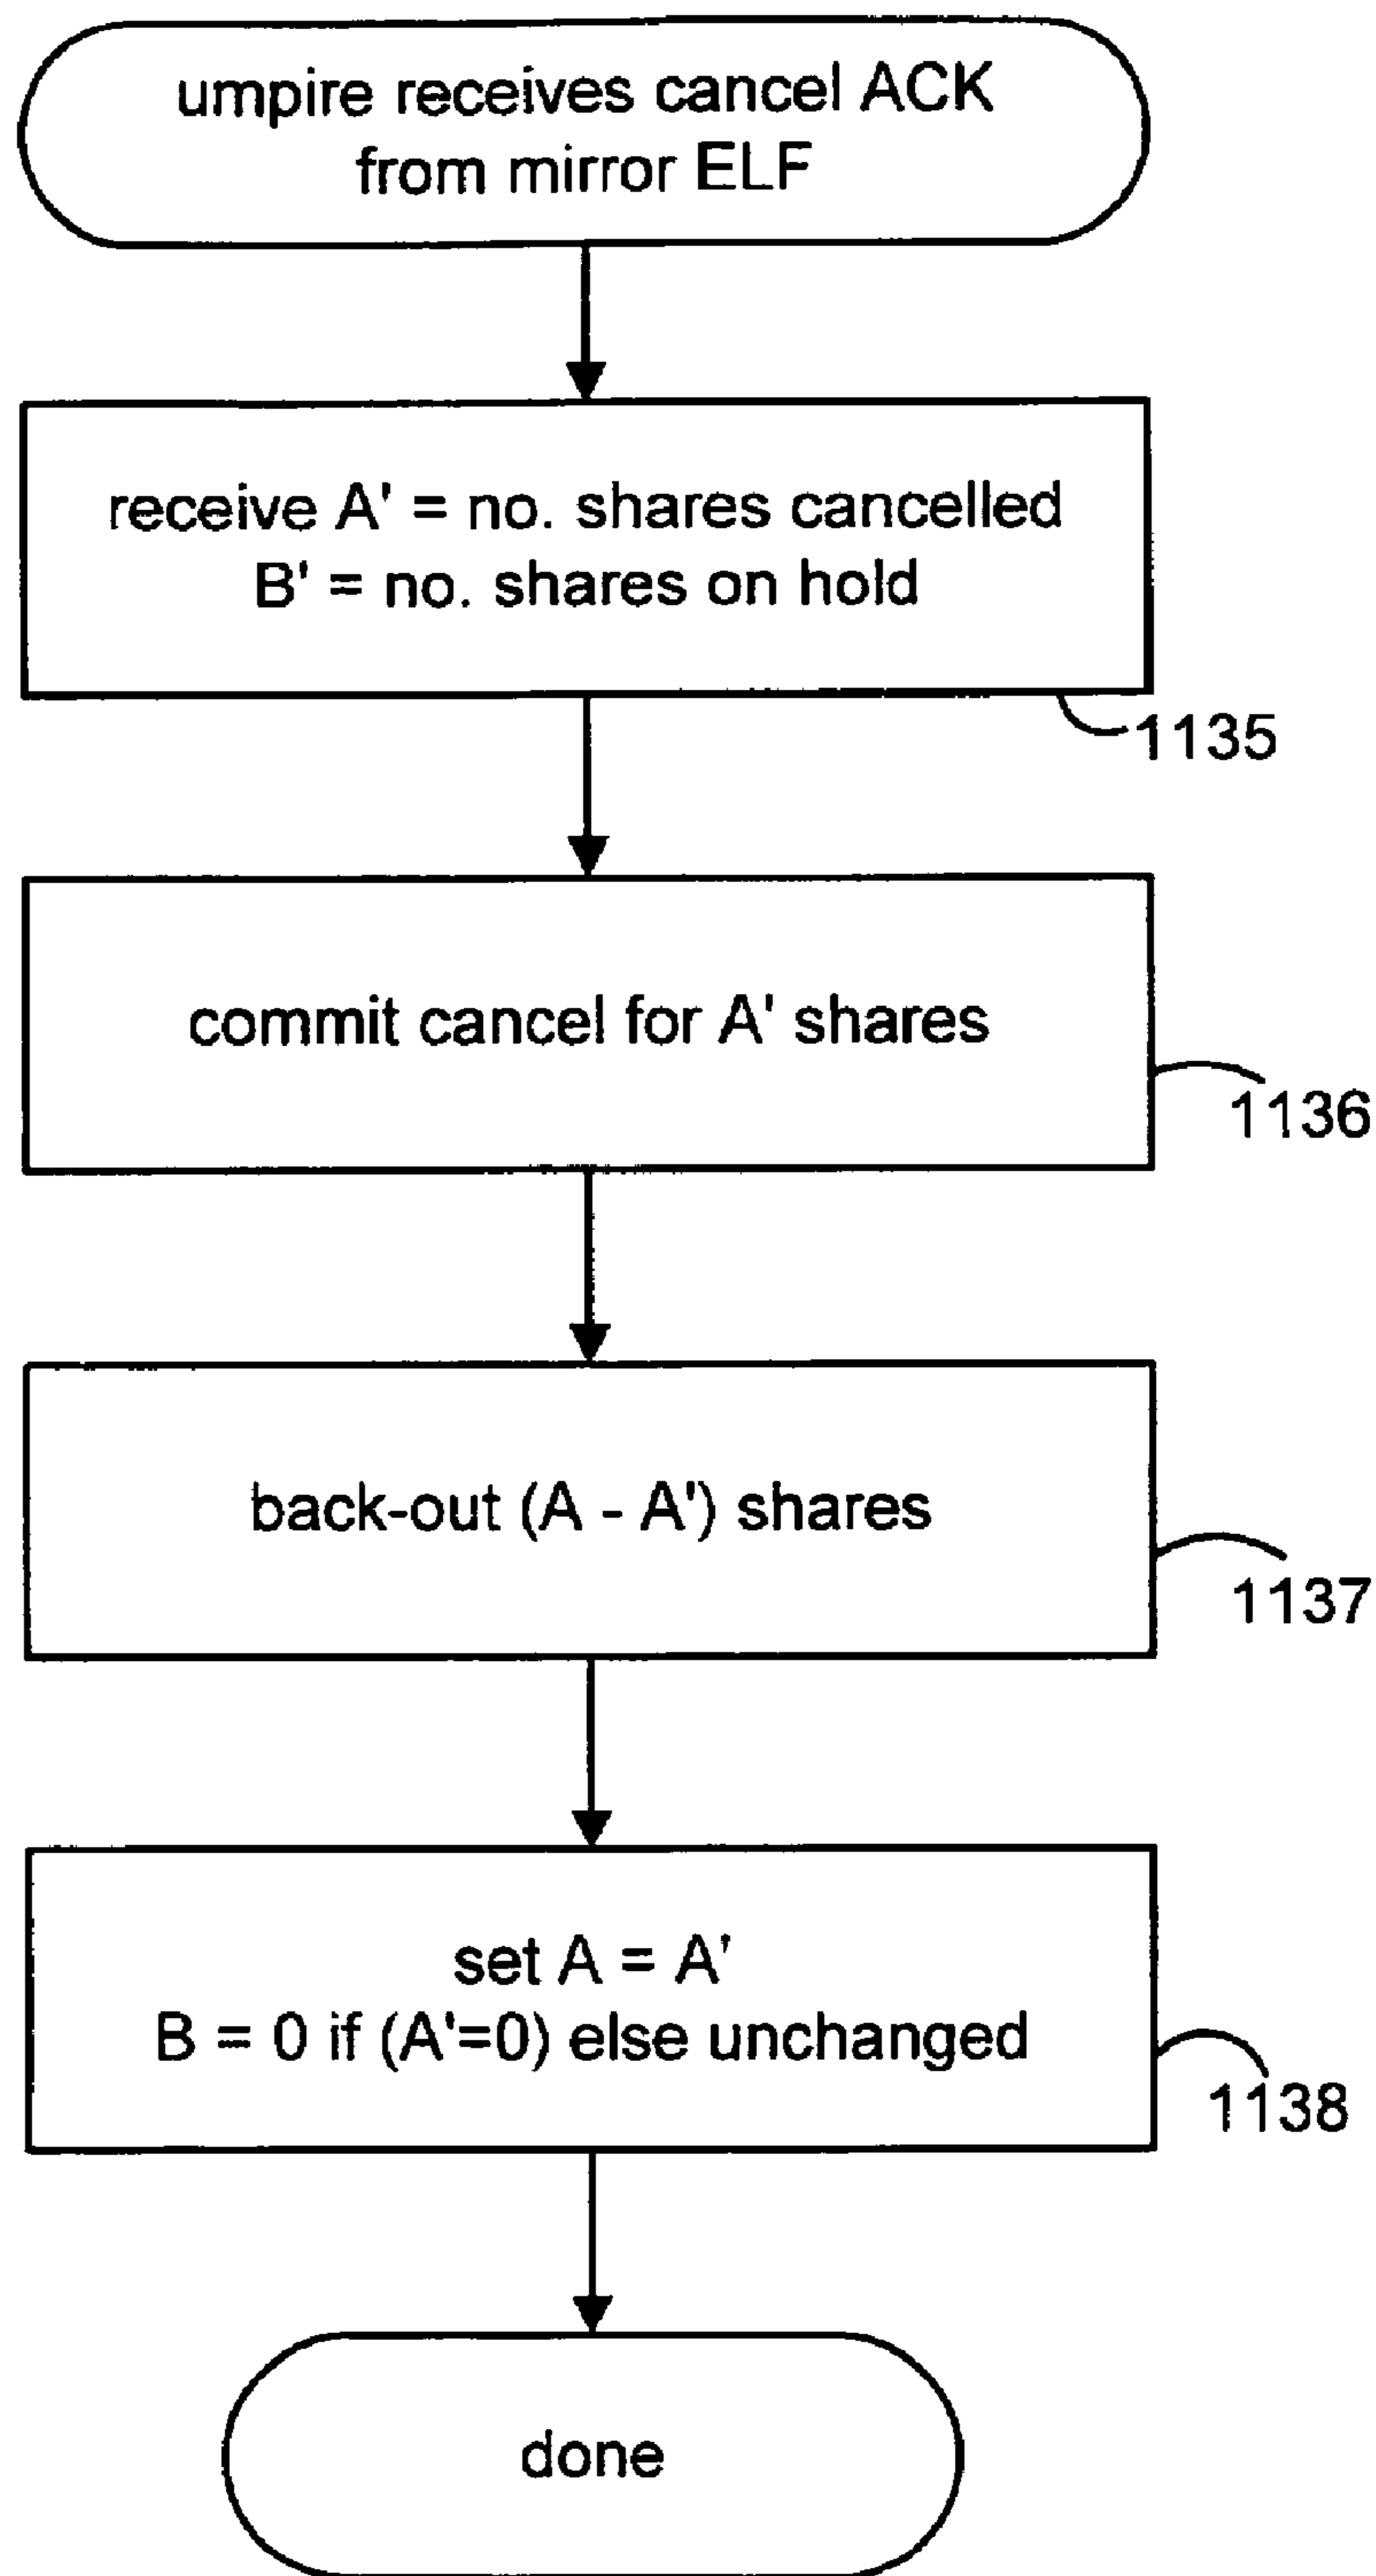 umpire receives cancel ACK
from mirror ELF
receive A' = no. shares cancelled
B' = no. shares on hold
1135
commit cancel for A' shares
1136
back-out (A - A') shares
1137
set A = A'
B = 0 if (A'=0) else unchanged
1138
done